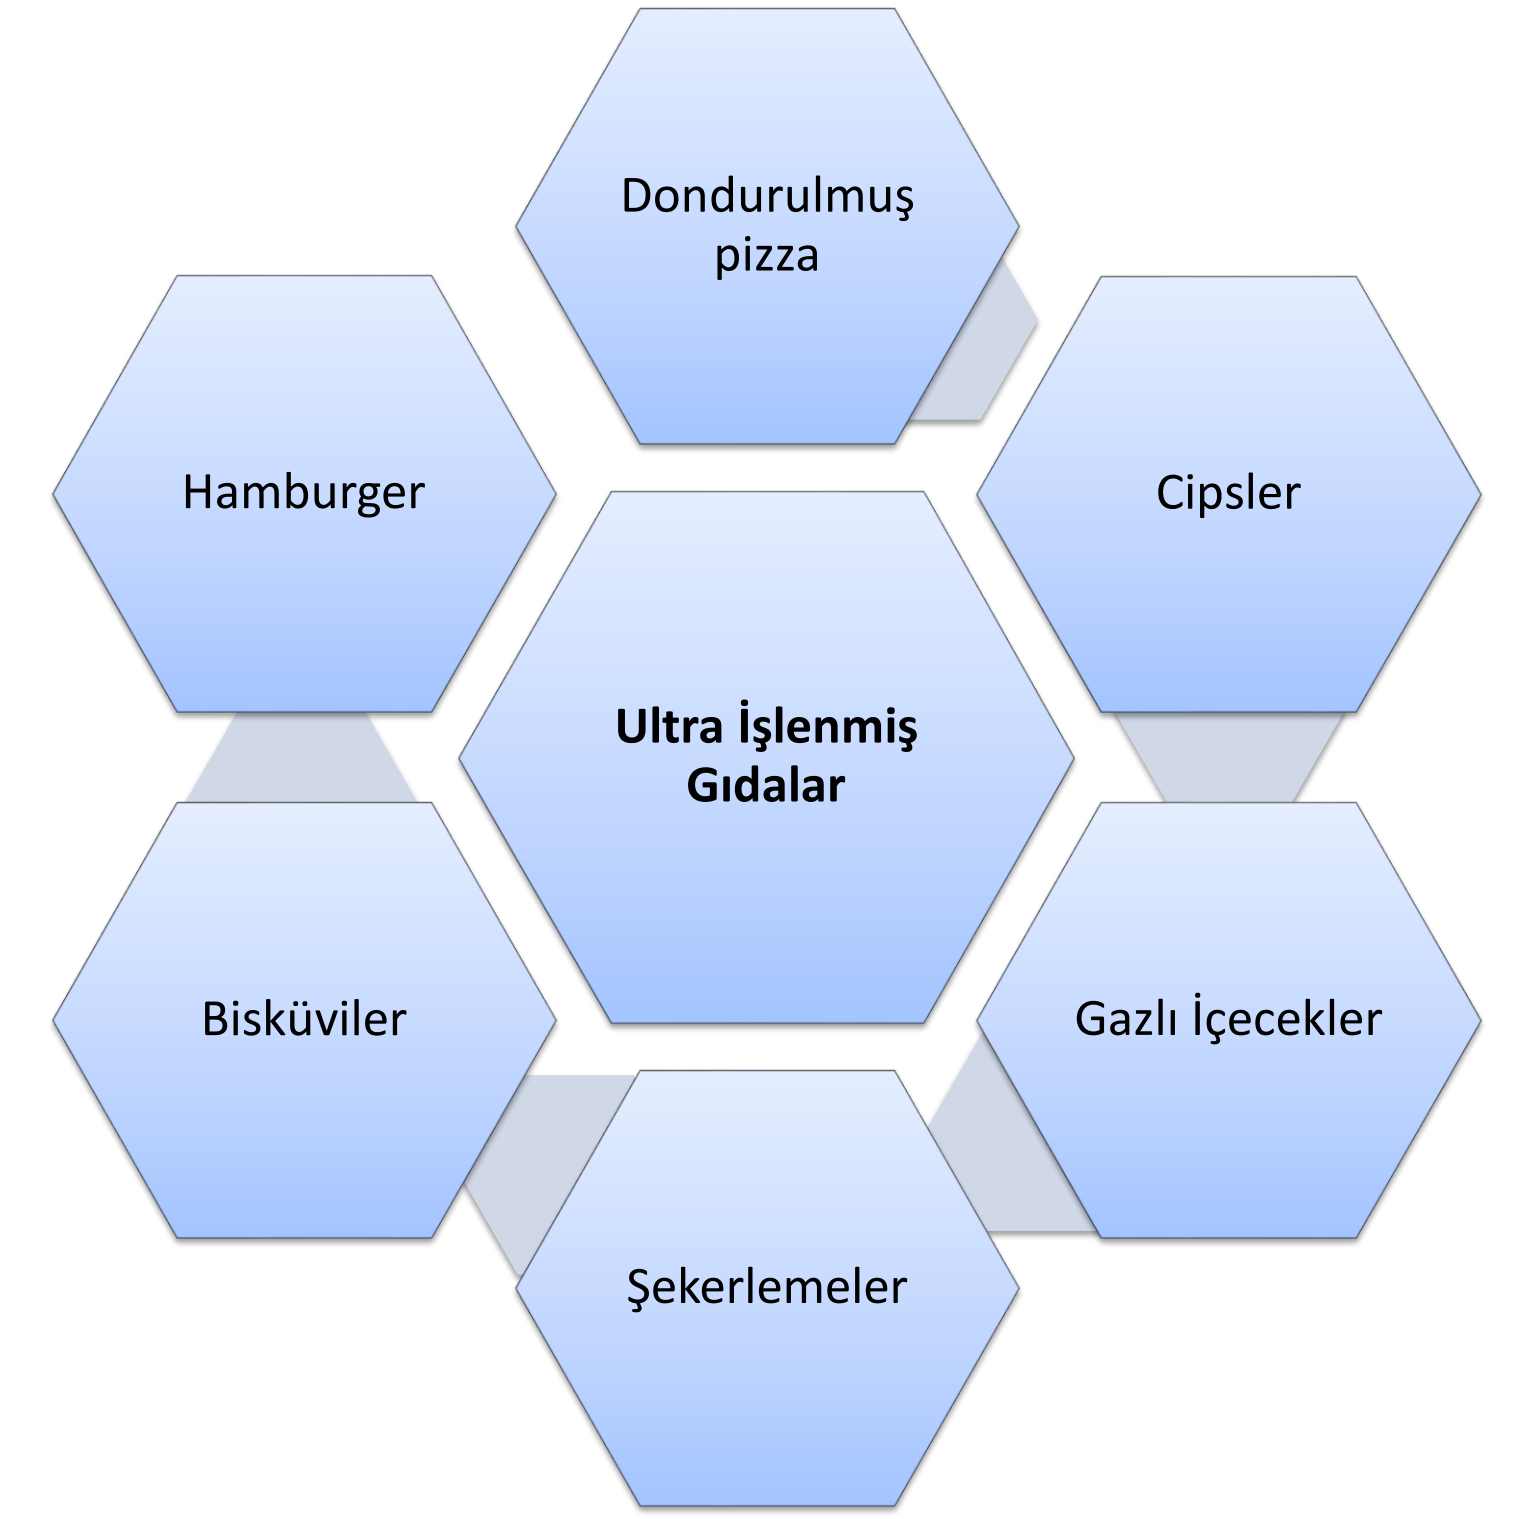 Dondurulmuş
pizza
Hamburger
Cipsler
Ultra İşlenmiş
Gıdalar
Bisküviler
Gazlı İçecekler
Şekerlemeler